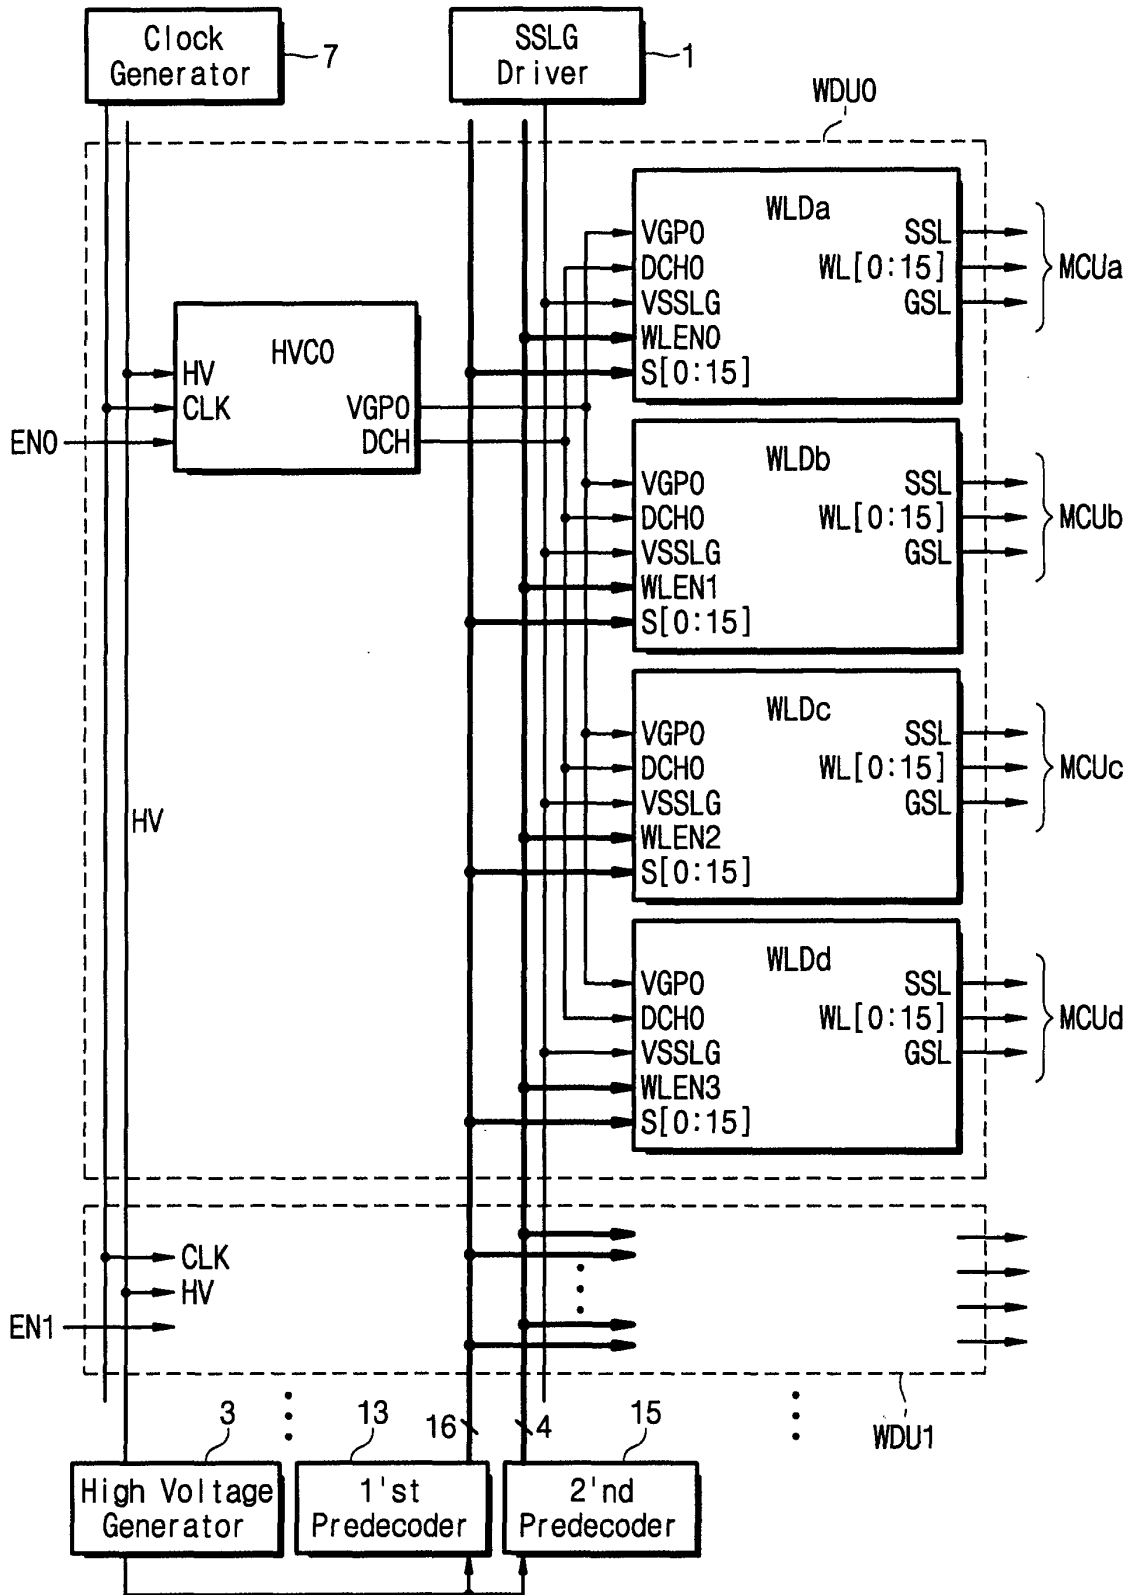 Clock
Generator
7
SSLG
Driver
1
WDU0
WLDa
VGP0
DCH0
VSSLG
WLEN0
S[0:15]
SSL
WL[0:15]
GSL
MCUa
HVC0
HV
CLK
VGP0
DCH
EN0
WLDb
VGP0
DCH0
VSSLG
WLEN1
S[0:15]
SSL
WL[0:15]
GSL
MCUb
WLDc
VGP0
DCH0
VSSLG
WLEN2
S[0:15]
SSL
WL[0:15]
GSL
MCUc
HV
WLDd
VGP0
DCH0
VSSLG
WLEN3
S[0:15]
SSL
WL[0:15]
GSL
MCUd
CLK
HV
EN1
WDU1
3
13
16
4
15
High Voltage
Generator
1'st
Predecoder
2'nd
Predecoder